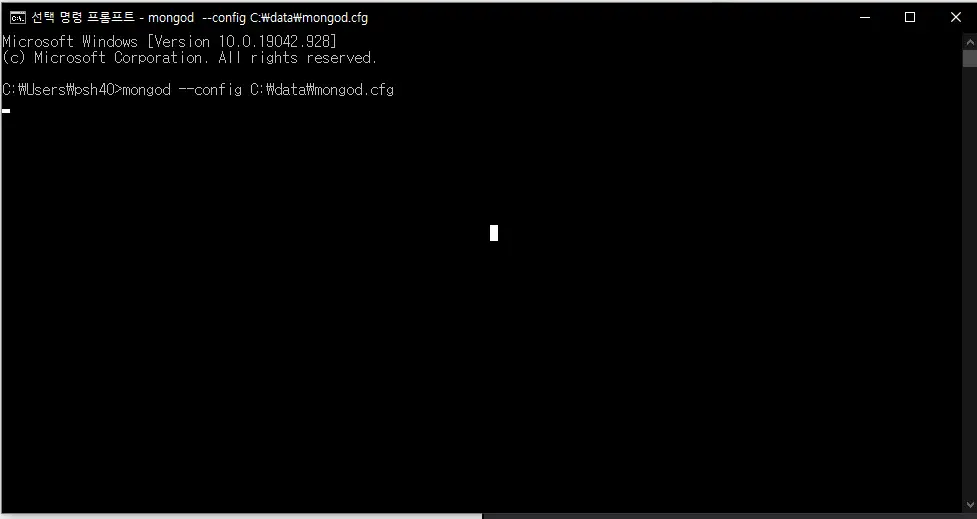 선택 명령 프롬프트 - mongod  --config C:₩data₩mongod.cfg
Microsoft Windows [Version 10.0.19042.928]
(c) Microsoft Corporation. All rights reserved.
C:₩Users₩psh40>mongod --config C:₩data₩mongod.cfg